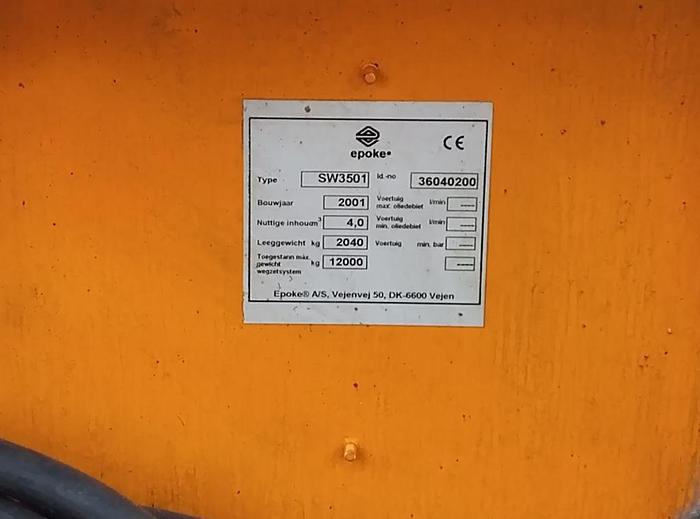 epoke®
CE
Type SW3501 Id.-no 36040200
Bouwjaar 2001 Voertuig max. oliedebiet l/min ----
Nuttige inhoud m³ 4,0 Voertuig min. oliedebiet l/min ----
Leeggewicht kg 2040 Voertuig min. bar ----
Toegestann max. gewicht wegzetsystem kg 12000 ----
Epoke® A/S, Vejenvej 50, DK-6600 Vejen